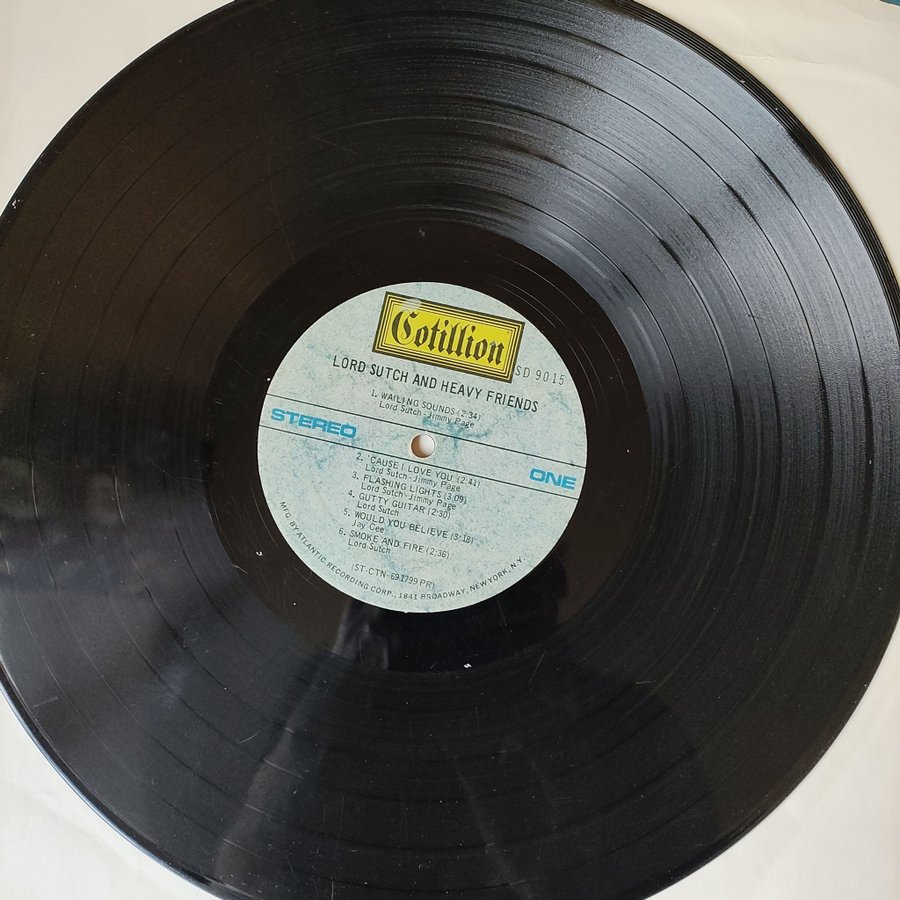 Cotillion
SD 9015
LORD SUTCH AND HEAVY FRIENDS
1. WAILING SOUNDS (2:34)
Lord Sutch-Jimmy Page
STEREO
ONE
2. 'CAUSE I LOVE YOU (2:41)
Lord Sutch-Jimmy Page
3. FLASHING LIGHTS (3:09)
Lord Sutch-Jimmy Page
4. GUTTY GUITAR (2:30)
Lord Sutch
5. WOULD YOU BELIEVE (3:18)
Jay Cee
6. SMOKE AND FIRE (2:36)
Lord Sutch
(ST-CTN-691799 PR)
MFG. BY ATLANTIC RECORDING CORP., 1841 BROADWAY, NEW YORK, N.Y.